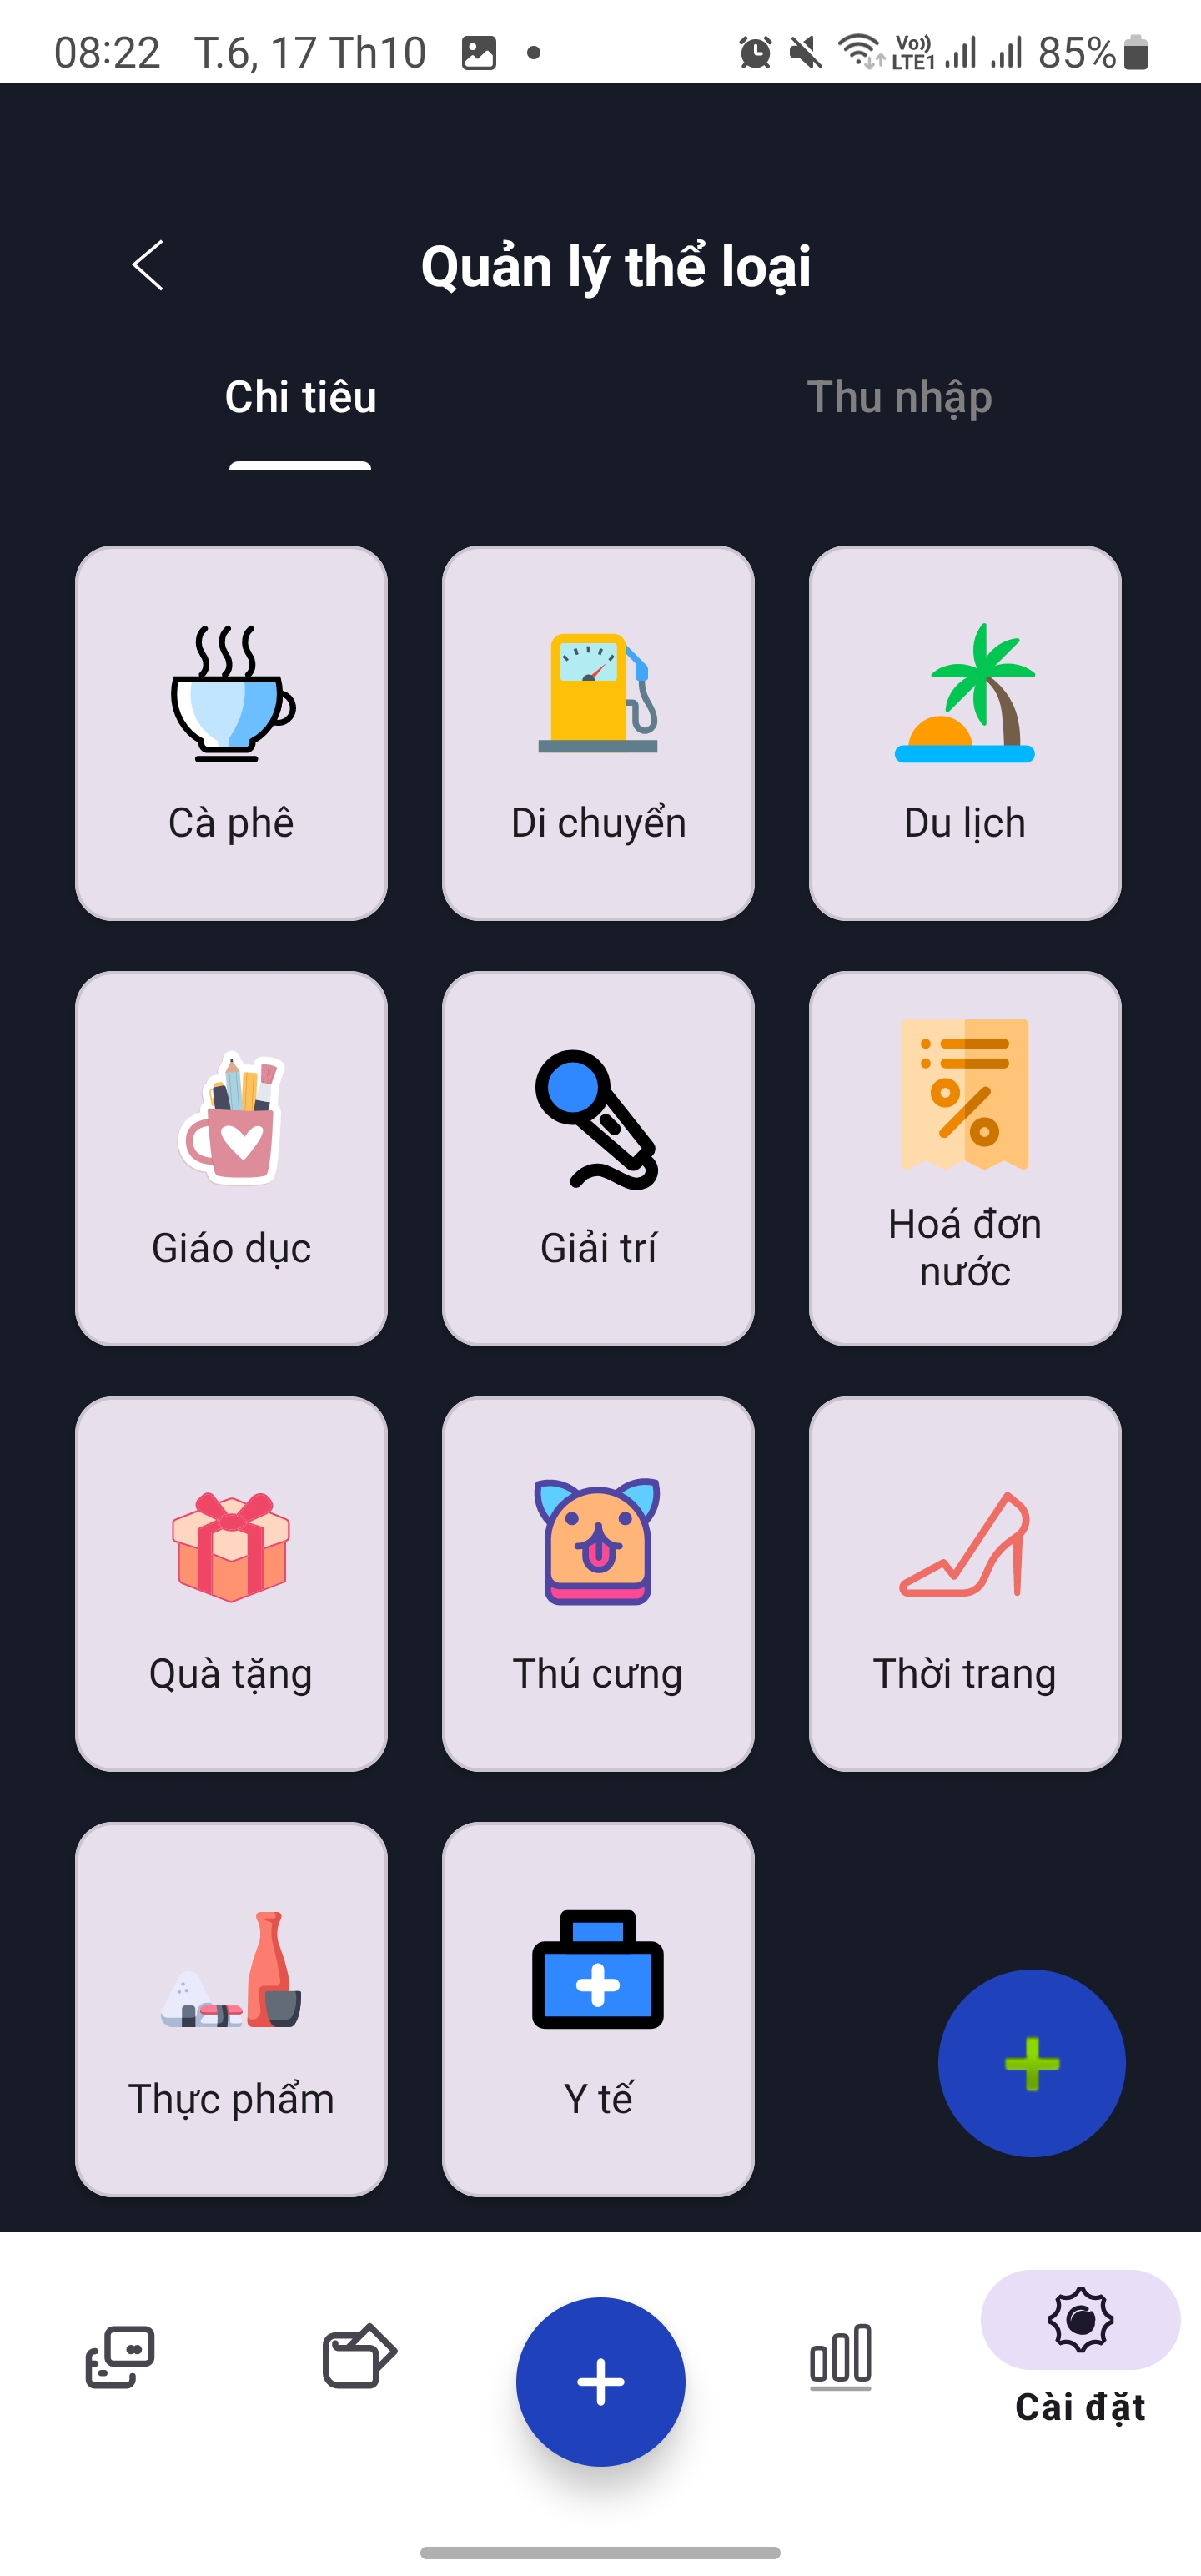 08:22 T.6, 17 Th10 Vo)) LTE1 85%
Quản lý thể loại
Chi tiêu Thu nhập
Cà phê Di chuyển Du lịch
Giáo dục Giải trí Hoá đơn
nước
Quà tặng Thú cưng Thời trang
Thực phẩm Y tế
Cài đặt